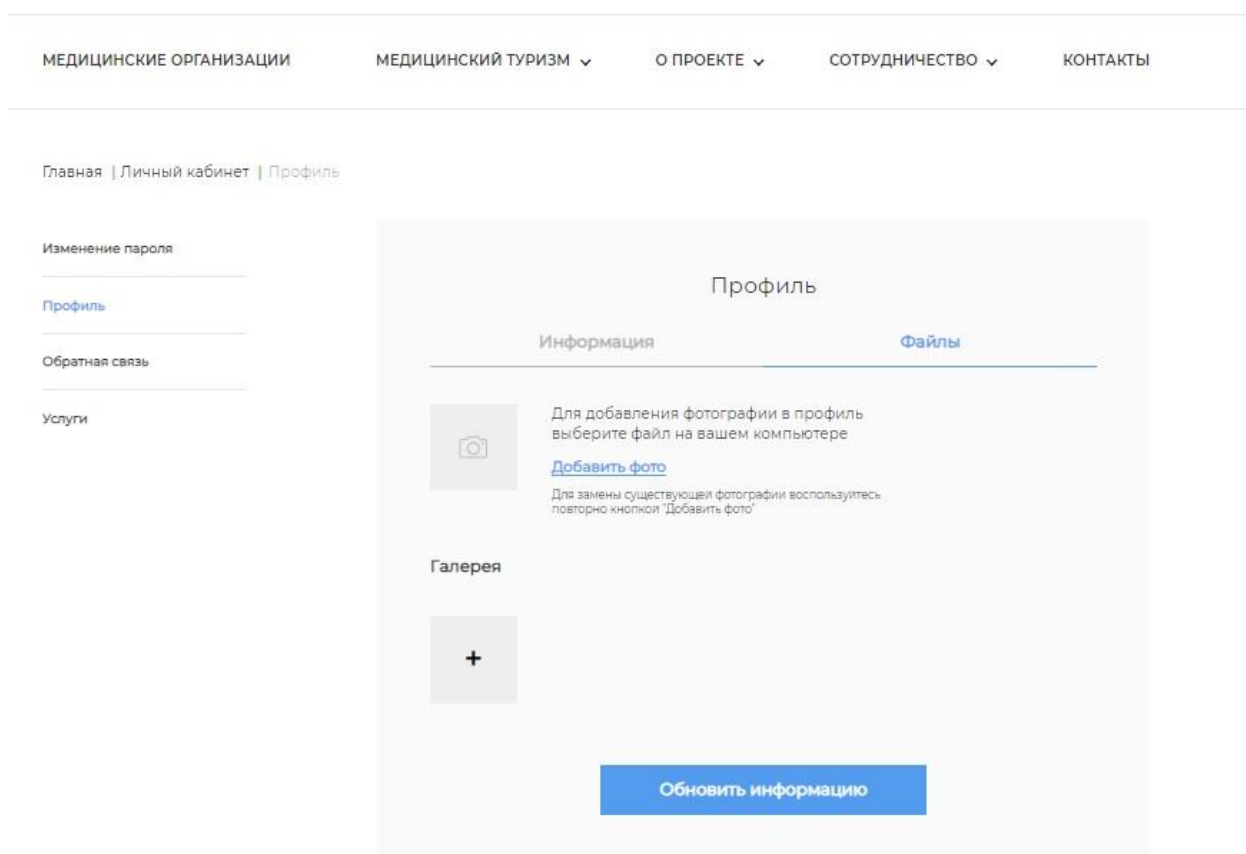 МЕДИЦИНСКИЕ ОРГАНИЗАЦИИ МЕДИЦИНСКИЙ ТУРИЗМ О ПРОЕКТЕ СОТРУДНИЧЕСТВО КОНТАКТЫ
Главная | Личный кабинет | Профиль
Изменение пароля
Профиль
Обратная связь
Услуги
Профиль
Информация Файлы
Для добавления фотографии в профиль
выберите файл на вашем компьютере
Добавить фото
Для замены существующей фотографии воспользуйтесь
повторно кнопкой "Добавить фото"
Галерея
+
Обновить информацию